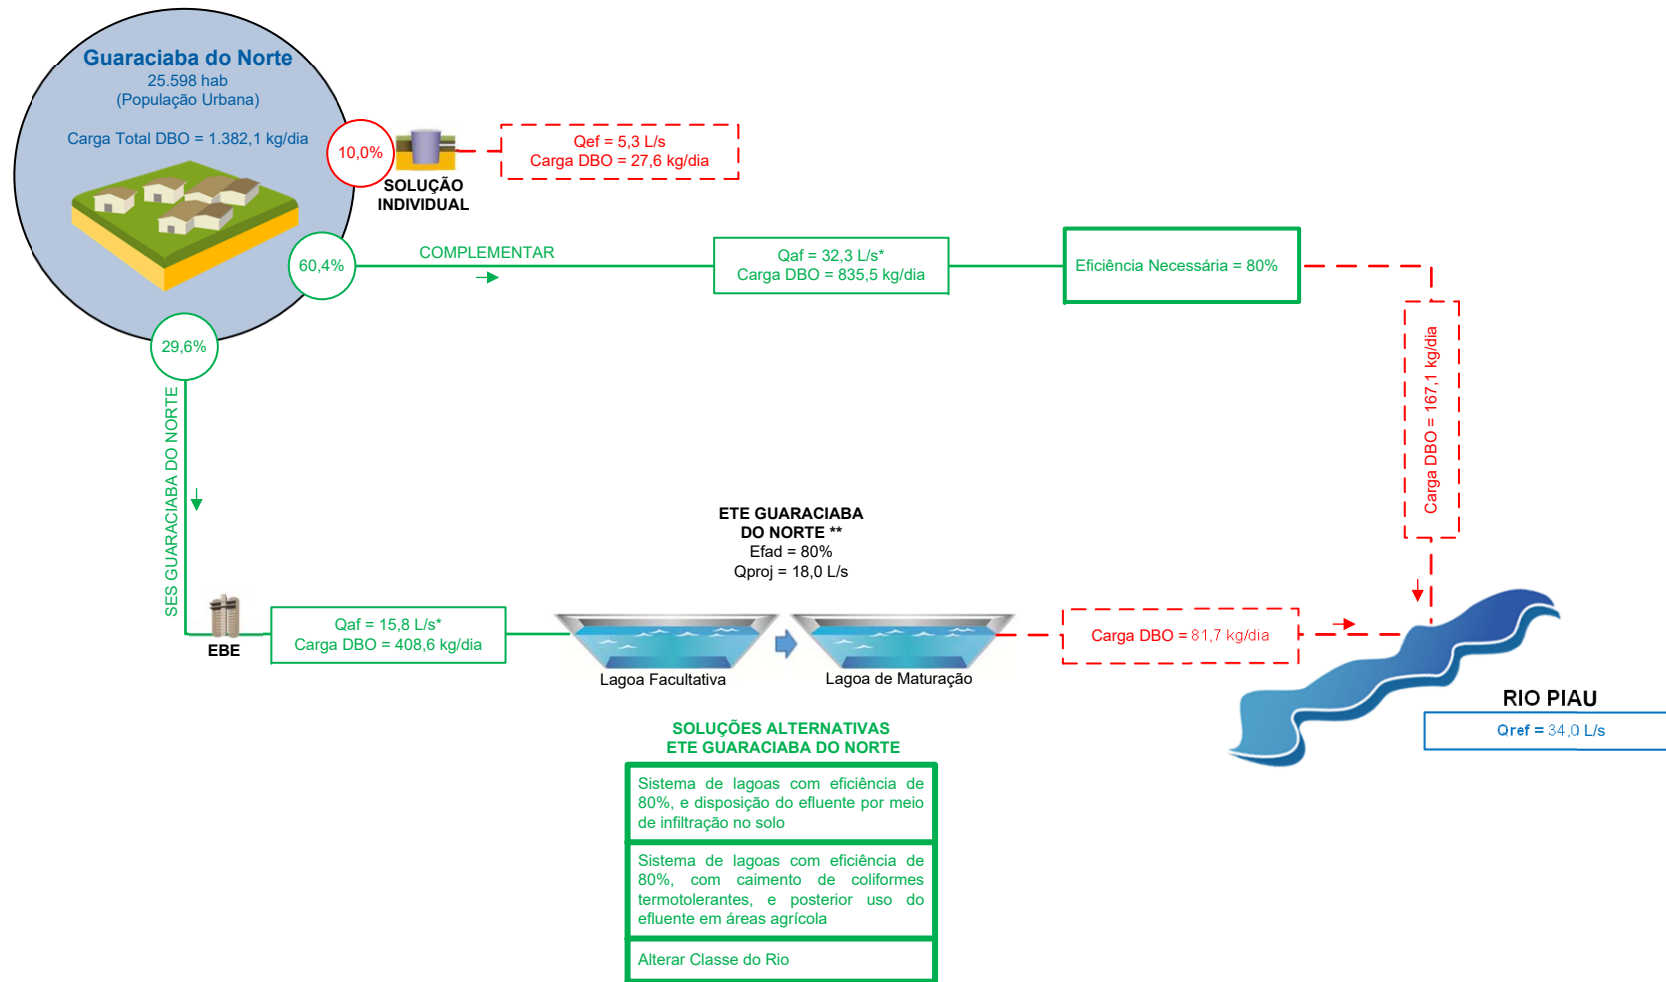 Guaraciaba do Norte
25.598 hab
(População Urbana)
Carga Total DBO = 1.382,1 kg/dia
10,0%
SOLUÇÃO
INDIVIDUAL
Qef = 5,3 L/s
Carga DBO = 27,6 kg/dia
60,4%
COMPLEMENTAR
Qaf = 32,3 L/s*
Carga DBO = 835,5 kg/dia
Eficiência Necessária = 80%
Carga DBO = 167,1 kg/dia
29,6%
SES GUARACIABA DO NORTE
EBE
Qaf = 15,8 L/s*
Carga DBO = 408,6 kg/dia
ETE GUARACIABA
DO NORTE **
Efad = 80%
Qproj = 18,0 L/s
Lagoa Facultativa
Lagoa de Maturação
Carga DBO = 81,7 kg/dia
RIO PIAU
Qref = 34,0 L/s
SOLUÇÕES ALTERNATIVAS
ETE GUARACIABA DO NORTE
Sistema de lagoas com eficiência de
80%, e disposição do efluente por meio
de infiltração no solo
Sistema de lagoas com eficiência de
80%, com caimento de coliformes
termotolerantes, e posterior uso do
efluente em áreas agrícola
Alterar Classe do Rio